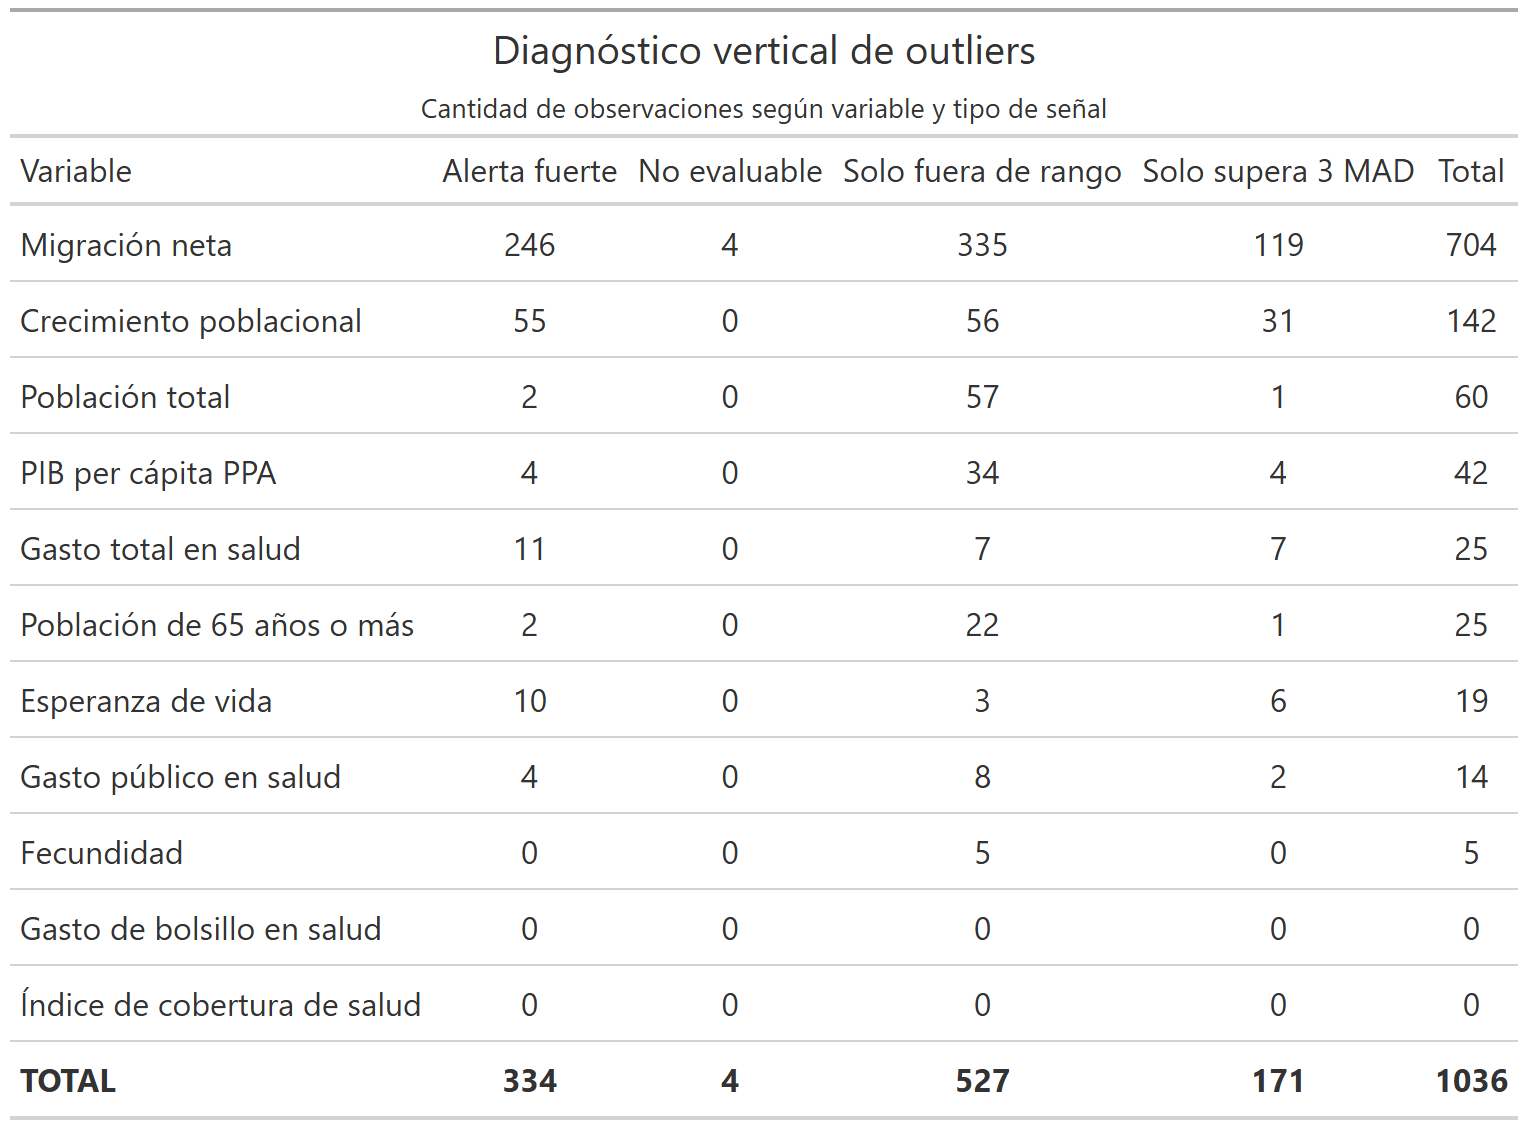 Diagnóstico vertical de outliers
Cantidad de observaciones según variable y tipo de señal
Variable Alerta fuerte No evaluable Solo fuera de rango Solo supera 3 MAD Total
Migración neta 246 4 335 119 704
Crecimiento poblacional 55 0 56 31 142
Población total 2 0 57 1 60
PIB per cápita PPA 4 0 34 4 42
Gasto total en salud 11 0 7 7 25
Población de 65 años o más 2 0 22 1 25
Esperanza de vida 10 0 3 6 19
Gasto público en salud 4 0 8 2 14
Fecundidad 0 0 5 0 5
Gasto de bolsillo en salud 0 0 0 0 0
Índice de cobertura de salud 0 0 0 0 0
TOTAL 334 4 527 171 1036